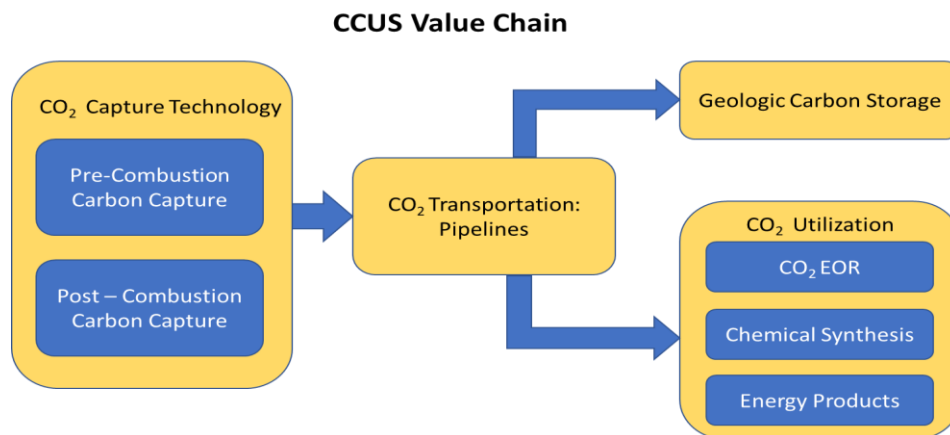 CCUS Value Chain
CO₂ Capture Technology
Pre-Combustion
Carbon Capture
Post – Combustion
Carbon Capture
CO₂ Transportation:
Pipelines
Geologic Carbon Storage
CO₂ Utilization
CO₂ EOR
Chemical Synthesis
Energy Products